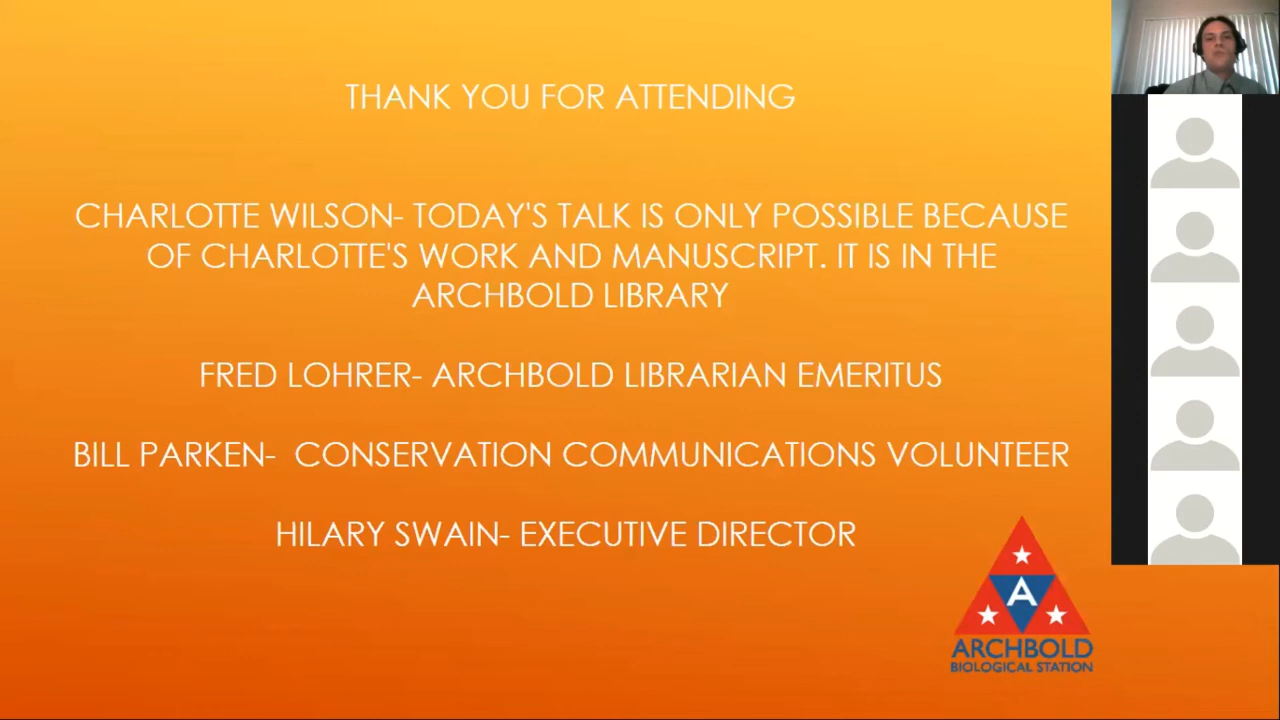 THANK YOU FOR ATTENDING
CHARLOTTE WILSON- TODAY'S TALK IS ONLY POSSIBLE BECAUSE
OF CHARLOTTE'S WORK AND MANUSCRIPT. IT IS IN THE
ARCHBOLD LIBRARY
FRED LOHRER- ARCHBOLD LIBRARIAN EMERITUS
BILL PARKEN-  CONSERVATION COMMUNICATIONS VOLUNTEER
HILARY SWAIN- EXECUTIVE DIRECTOR
A
ARCHBOLD
BIOLOGICAL STATION